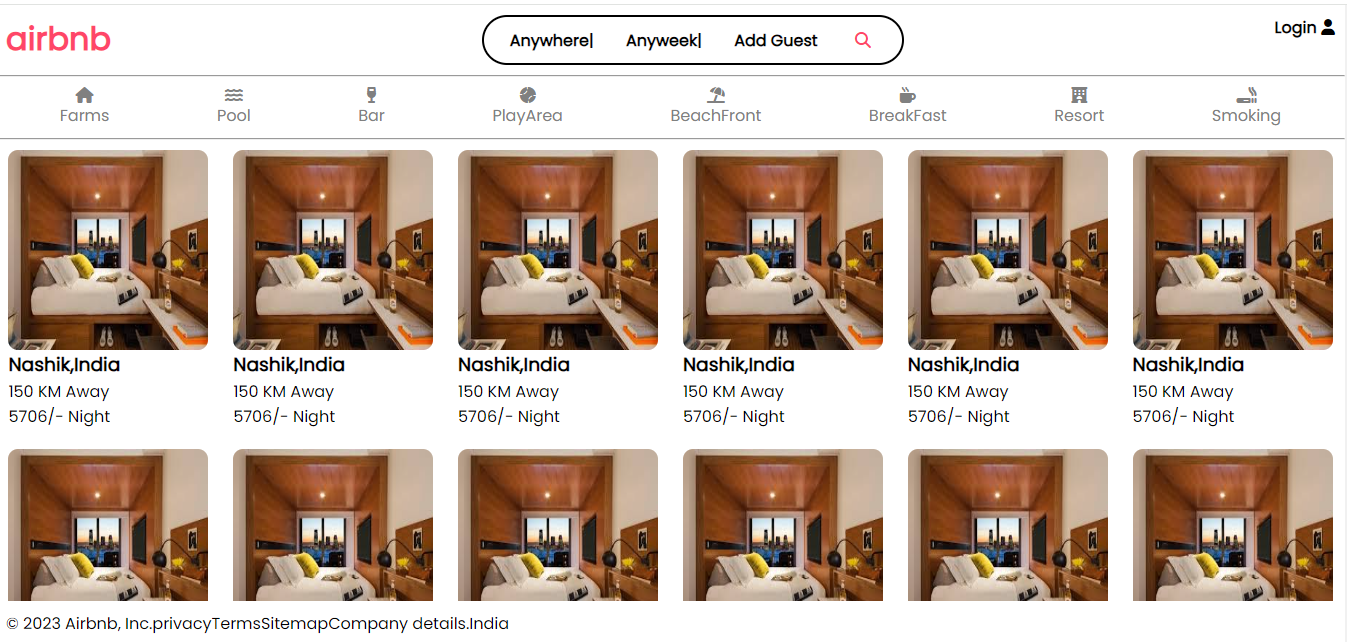 airbnb
Anywhere| Anyweek| Add Guest
Login
Farms Pool Bar PlayArea BeachFront BreakFast Resort Smoking
Nashik,India Nashik,India Nashik,India Nashik,India Nashik,India Nashik,India
150 KM Away 150 KM Away 150 KM Away 150 KM Away 150 KM Away 150 KM Away
5706/- Night 5706/- Night 5706/- Night 5706/- Night 5706/- Night 5706/- Night
© 2023 Airbnb, Inc.privacyTermsSitemapCompany details.India